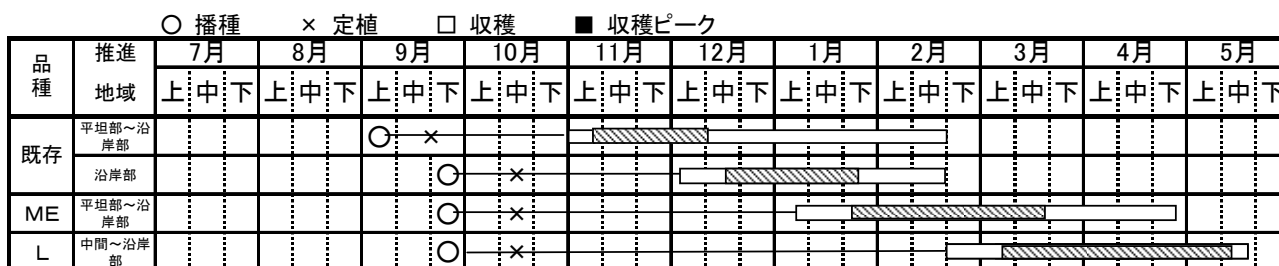 ○ 播種 × 定植 □ 収穫 ■ 収穫ピーク
品種 推進地域 7月 8月 9月 10月 11月 12月 1月 2月 3月 4月 5月
上 中 下 上 中 下 上 中 下 上 中 下 上 中 下 上 中 下 上 中 下 上 中 下 上 中 下 上 中 下 上 中 下
既存 平坦部~沿岸部
沿岸部
ME 平坦部~沿岸部
L 中間~沿岸部